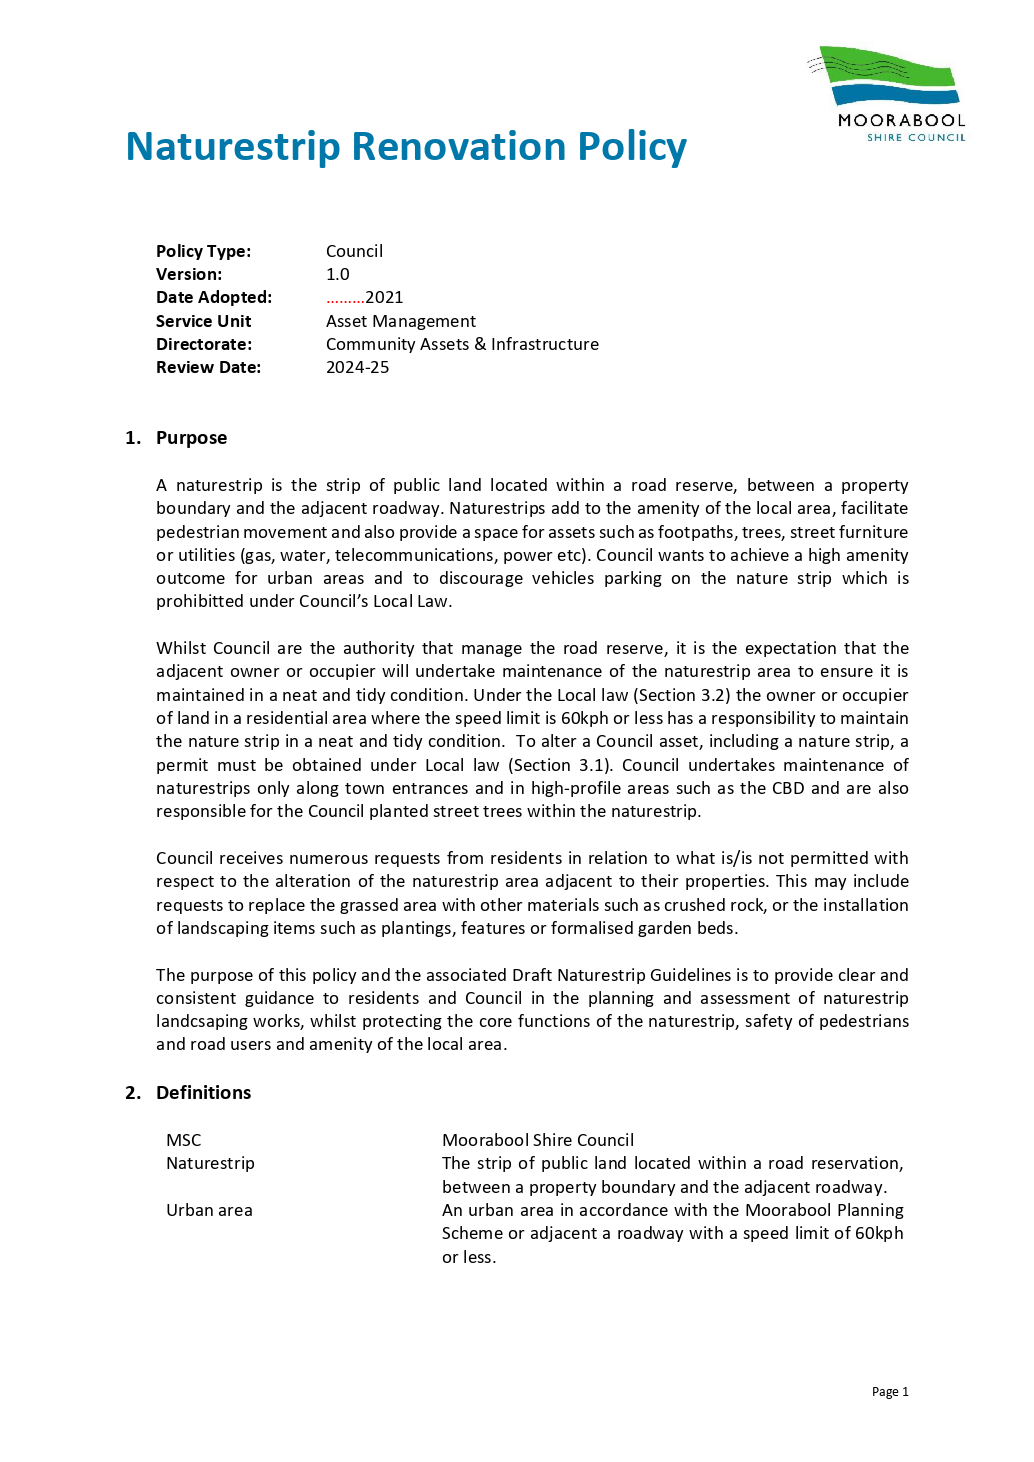 MOORABOOL
SHIRE COUNCIL
Naturestrip Renovation Policy
Policy Type: Council
Version: 1.0
Date Adopted: .........2021
Service Unit Asset Management
Directorate: Community Assets & Infrastructure
Review Date: 2024-25
1. Purpose
A naturestrip is the strip of public land located within a road reserve, between a property
boundary and the adjacent roadway. Naturestrips add to the amenity of the local area, facilitate
pedestrian movement and also provide a space for assets such as footpaths, trees, street furniture
or utilities (gas, water, telecommunications, power etc). Council wants to achieve a high amenity
outcome for urban areas and to discourage vehicles parking on the nature strip which is
prohibitted under Council’s Local Law.
Whilst Council are the authority that manage the road reserve, it is the expectation that the
adjacent owner or occupier will undertake maintenance of the naturestrip area to ensure it is
maintained in a neat and tidy condition. Under the Local law (Section 3.2) the owner or occupier
of land in a residential area where the speed limit is 60kph or less has a responsibility to maintain
the nature strip in a neat and tidy condition.  To alter a Council asset, including a nature strip, a
permit must be obtained under Local law (Section 3.1). Council undertakes maintenance of
naturestrips only along town entrances and in high-profile areas such as the CBD and are also
responsible for the Council planted street trees within the naturestrip.
Council receives numerous requests from residents in relation to what is/is not permitted with
respect to the alteration of the naturestrip area adjacent to their properties. This may include
requests to replace the grassed area with other materials such as crushed rock, or the installation
of landscaping items such as plantings, features or formalised garden beds.
The purpose of this policy and the associated Draft Naturestrip Guidelines is to provide clear and
consistent guidance to residents and Council in the planning and assessment of naturestrip
landcsaping works, whilst protecting the core functions of the naturestrip, safety of pedestrians
and road users and amenity of the local area.
2. Definitions
MSC Moorabool Shire Council
Naturestrip The strip of public land located within a road reservation,
between a property boundary and the adjacent roadway.
Urban area An urban area in accordance with the Moorabool Planning
Scheme or adjacent a roadway with a speed limit of 60kph
or less.
Page 1